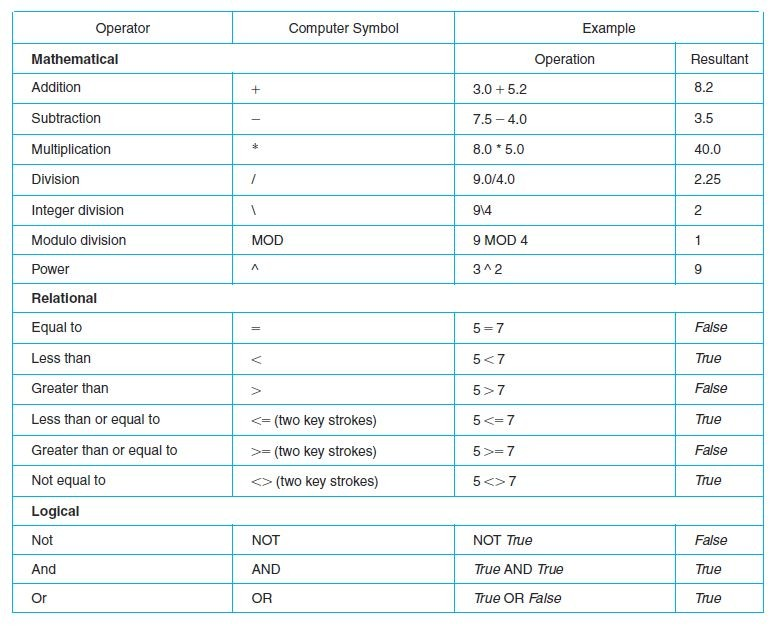 Operator Computer Symbol Example
Mathematical Operation Resultant
Addition + 3.0 + 5.2 8.2
Subtraction − 7.5 − 4.0 3.5
Multiplication * 8.0 * 5.0 40.0
Division / 9.0/4.0 2.25
Integer division \ 9\4 2
Modulo division MOD 9 MOD 4 1
Power ^ 3 ^ 2 9
Relational
Equal to = 5 = 7 False
Less than < 5 < 7 True
Greater than > 5 > 7 False
Less than or equal to <= (two key strokes) 5 <= 7 True
Greater than or equal to >= (two key strokes) 5 >= 7 False
Not equal to <> (two key strokes) 5 <> 7 True
Logical
Not NOT NOT True False
And AND True AND True True
Or OR True OR False True